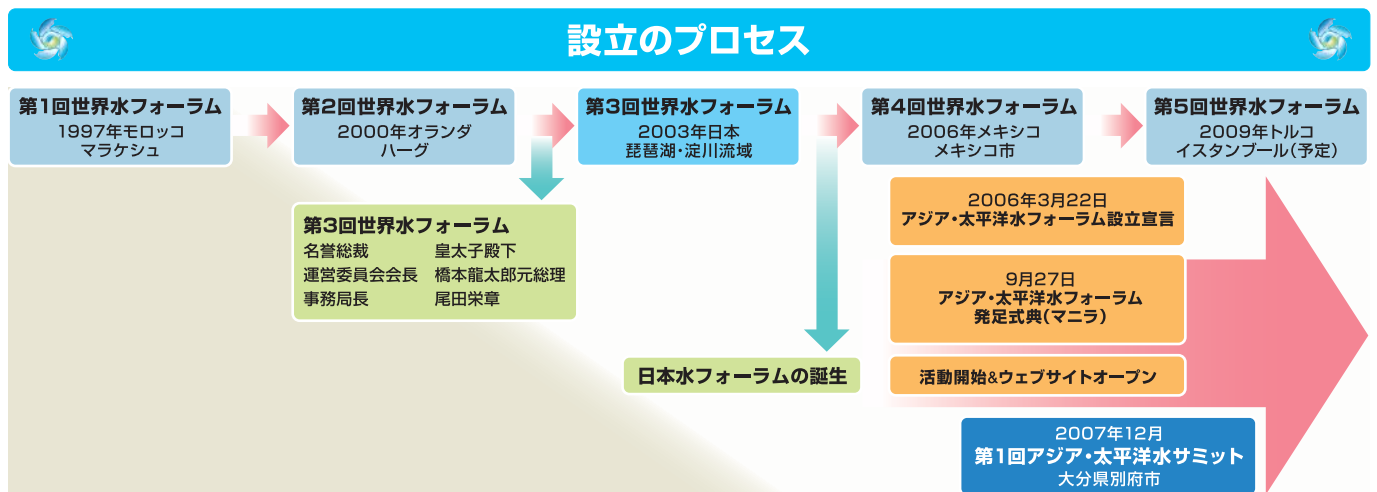 設立のプロセス
第1回世界水フォーラム
1997年モロッコ
マラケシュ
第2回世界水フォーラム
2000年オランダ
ハーグ
第3回世界水フォーラム
2003年日本
琵琶湖・淀川流域
第4回世界水フォーラム
2006年メキシコ
メキシコ市
第5回世界水フォーラム
2009年トルコ
イスタンブール(予定)
第3回世界水フォーラム
名誉総裁 皇太子殿下
運営委員会会長 橋本龍太郎元総理
事務局長 尾田栄章
日本水フォーラムの誕生
2006年3月22日
アジア・太平洋水フォーラム設立宣言
9月27日
アジア・太平洋水フォーラム
発足式典(マニラ)
活動開始&ウェブサイトオープン
2007年12月
第1回アジア・太平洋水サミット
大分県別府市